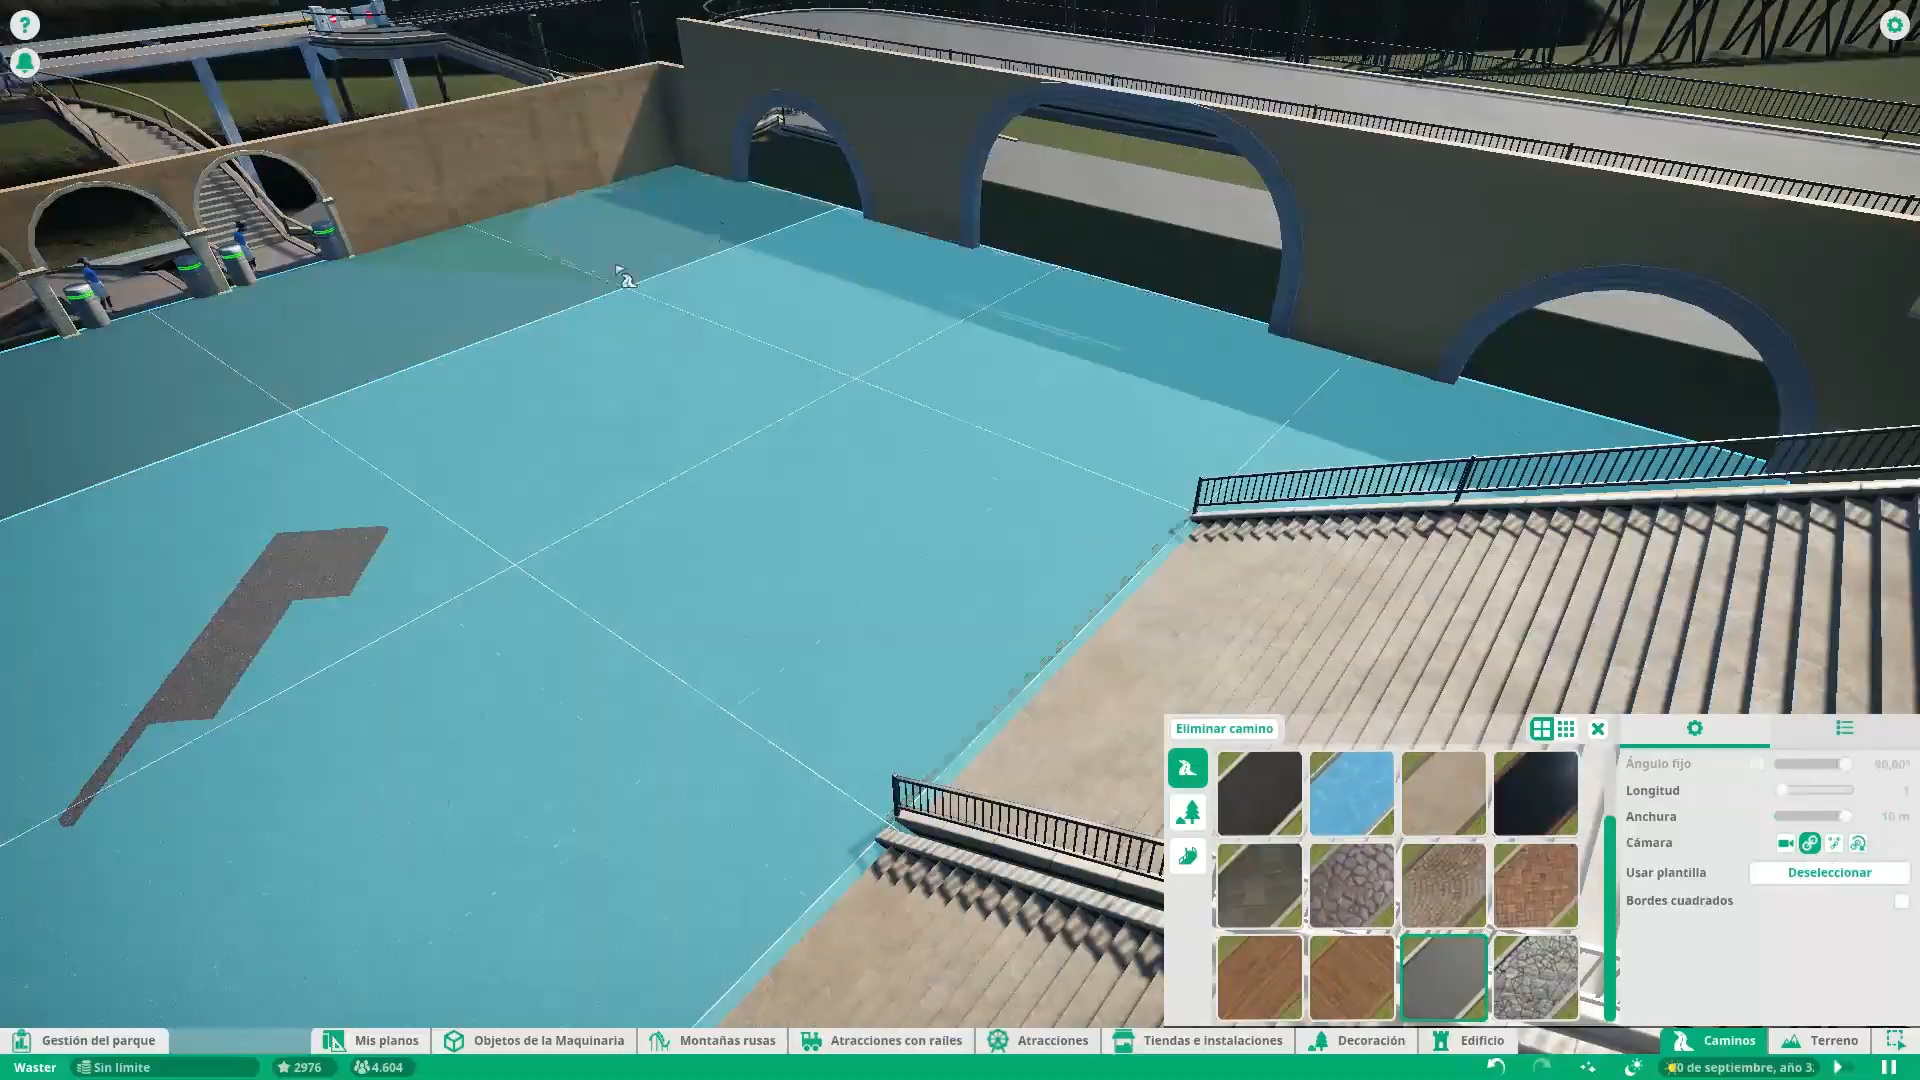 ?
Eliminar camino
Ángulo fijo 90,00°
Longitud 1
Anchura 10 m
Cámara
Usar plantilla Deseleccionar
Bordes cuadrados
Gestión del parque Mis planos Objetos de la Maquinaria Montañas rusas Atracciones con raíles Atracciones Tiendas e instalaciones Decoración Edificio Caminos Terreno
Waster Sin límite 2976 4.604 0 de septiembre, año 3.